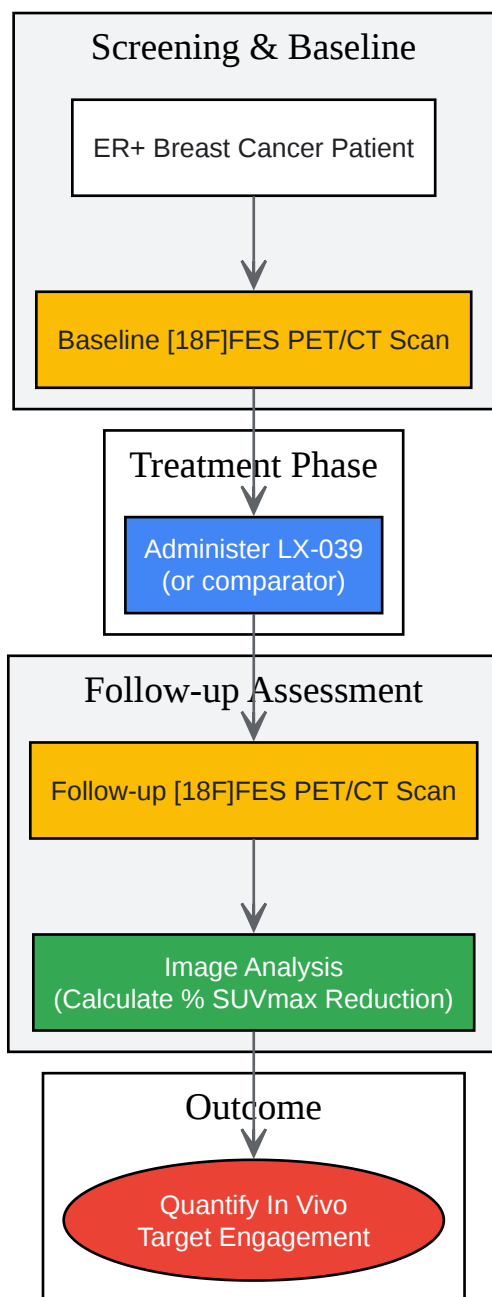 Screening & Baseline
ER+ Breast Cancer Patient
Baseline [18F]FES PET/CT Scan
Treatment Phase
Administer LX-039
(or comparator)
Follow-up Assessment
Follow-up [18F]FES PET/CT Scan
Image Analysis
(Calculate % SUVmax Reduction)
Outcome
Quantify In Vivo
Target Engagement